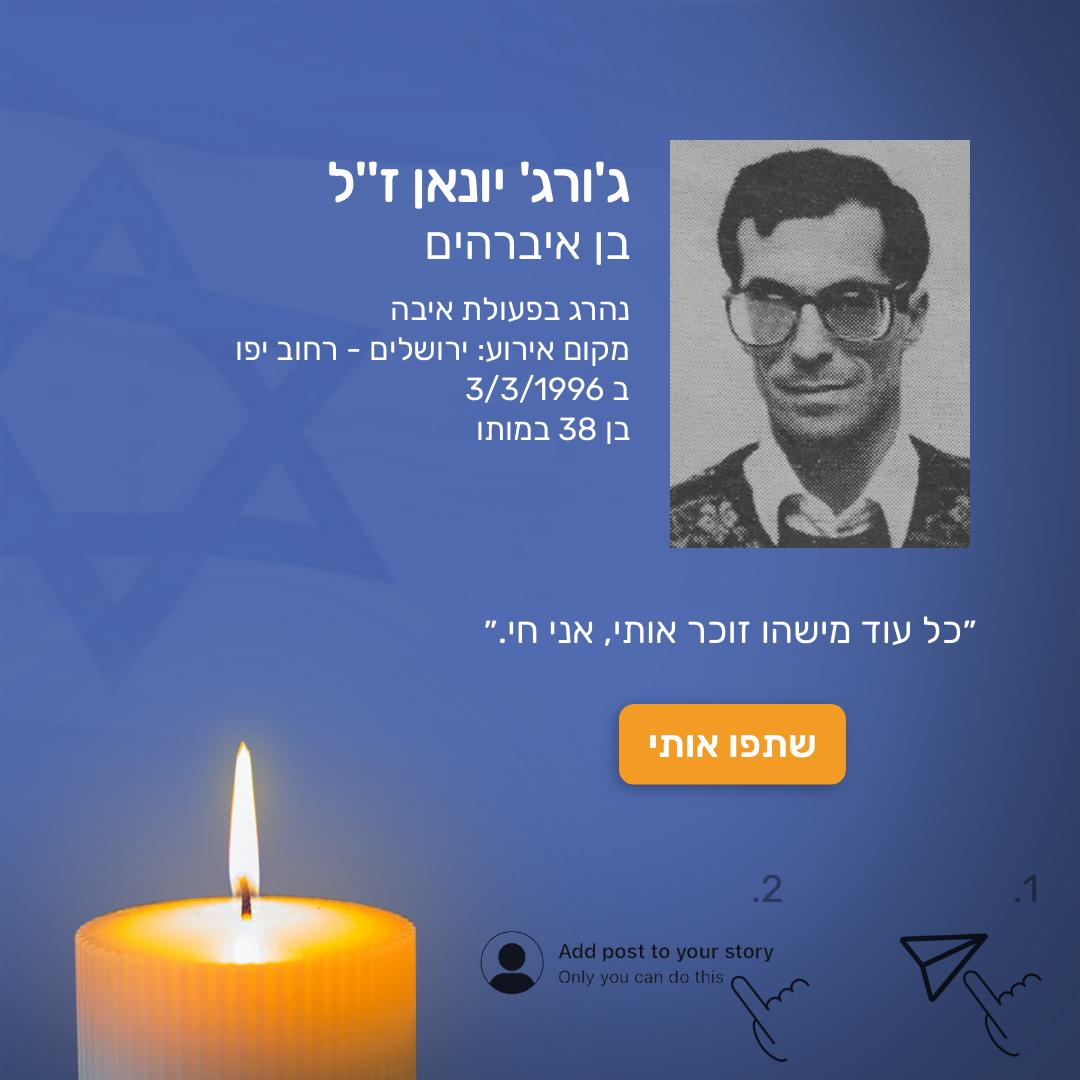 ג'ורג' יונאן ז"ל
בן איברהים
נהרג בפעולת איבה
מקום אירוע: ירושלים - רחוב יפו
ב 3/3/1996
בן 38 במותו
״כל עוד מישהו זוכר אותי, אני חי.״
שתפו אותי
1.
2.
Add post to your story
Only you can do this